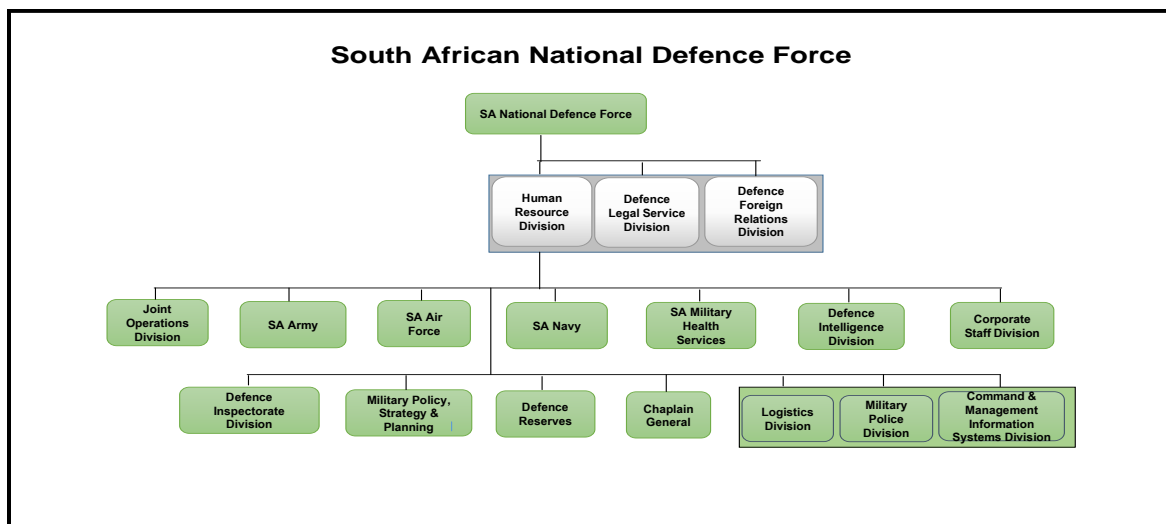 South African National Defence Force
SA National Defence Force
Human
Resource
Division
Defence
Legal Service
Division
Defence
Foreign
Relations
Division
Joint
Operations
Division
SA Army
SA Air
Force
SA Navy
SA Military
Health
Services
Defence
Intelligence
Division
Corporate
Staff Division
Defence
Inspectorate
Division
Military Policy,
Strategy &
Planning
Defence
Reserves
Chaplain
General
Logistics
Division
Military
Police
Division
Command &
Management
Information
Systems Division